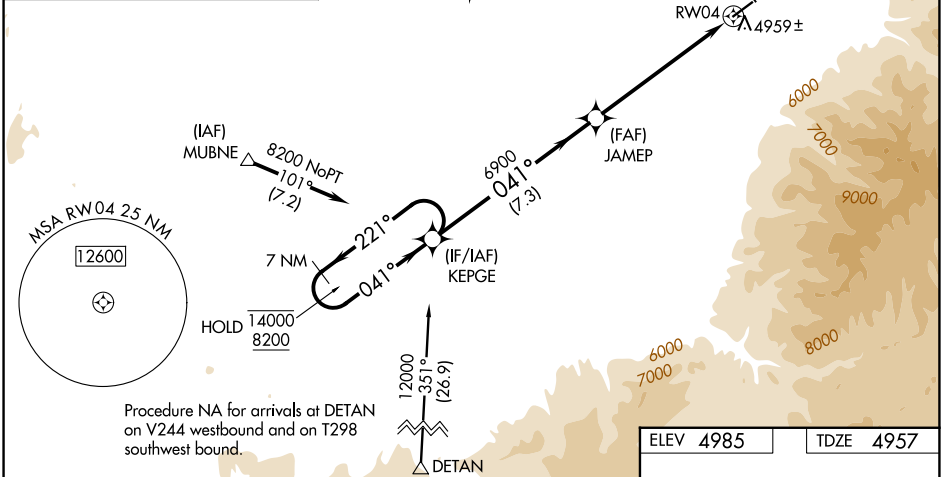 RW04
4959±
6000
7000
9000
(IAF)
MUBNE
8200 NoPT
101°
(7.2)
6900
041°
(7.3)
(FAF)
JAMEP
MSA RW04 25 NM
12600
221°
7 NM
041°
(IF/IAF)
KEPGE
HOLD
14000
8200
12000
351°
(26.9)
6000
7000
8000
Procedure NA for arrivals at DETAN
on V244 westbound and on T298
southwest bound.
DETAN
ELEV 4985
TDZE 4957